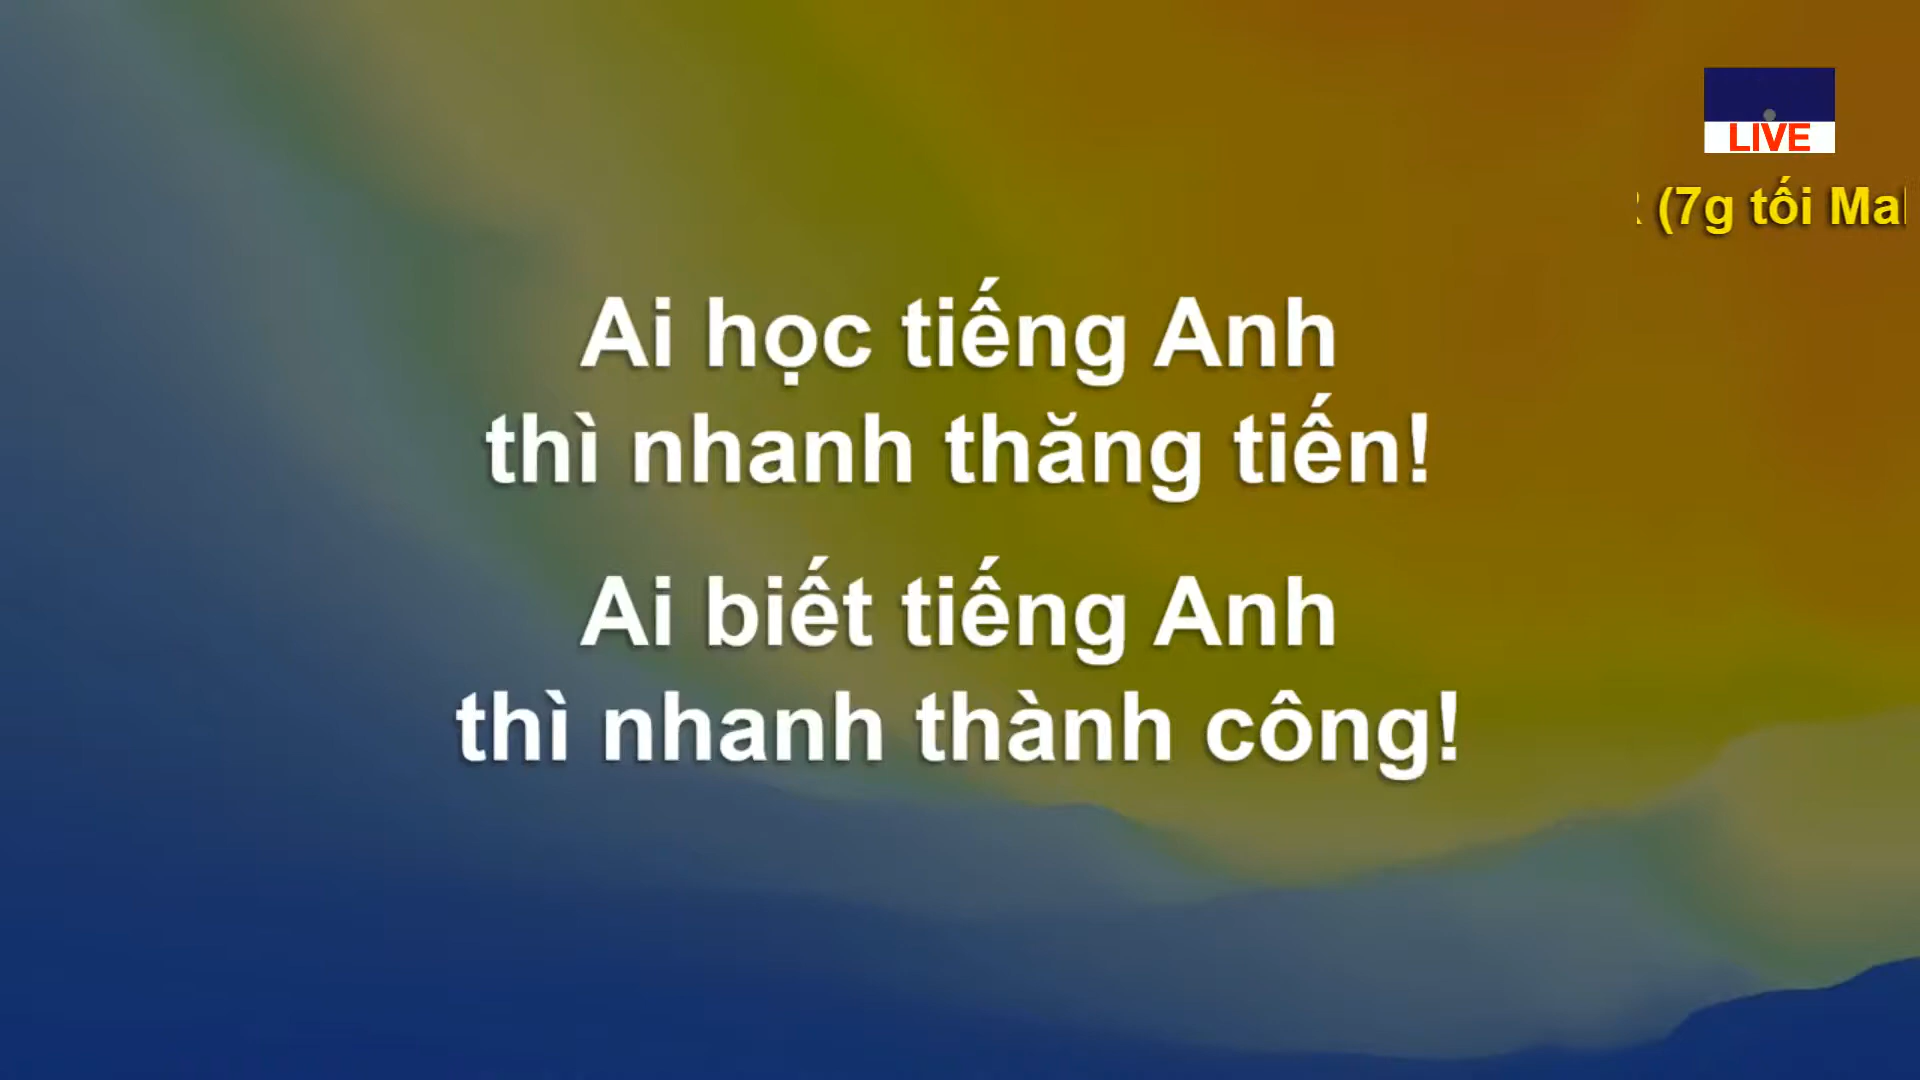 LIVE
(7g tối
Ai học tiếng Anh
thì nhanh thăng tiến!
Ai biết tiếng Anh
thì nhanh thành công!